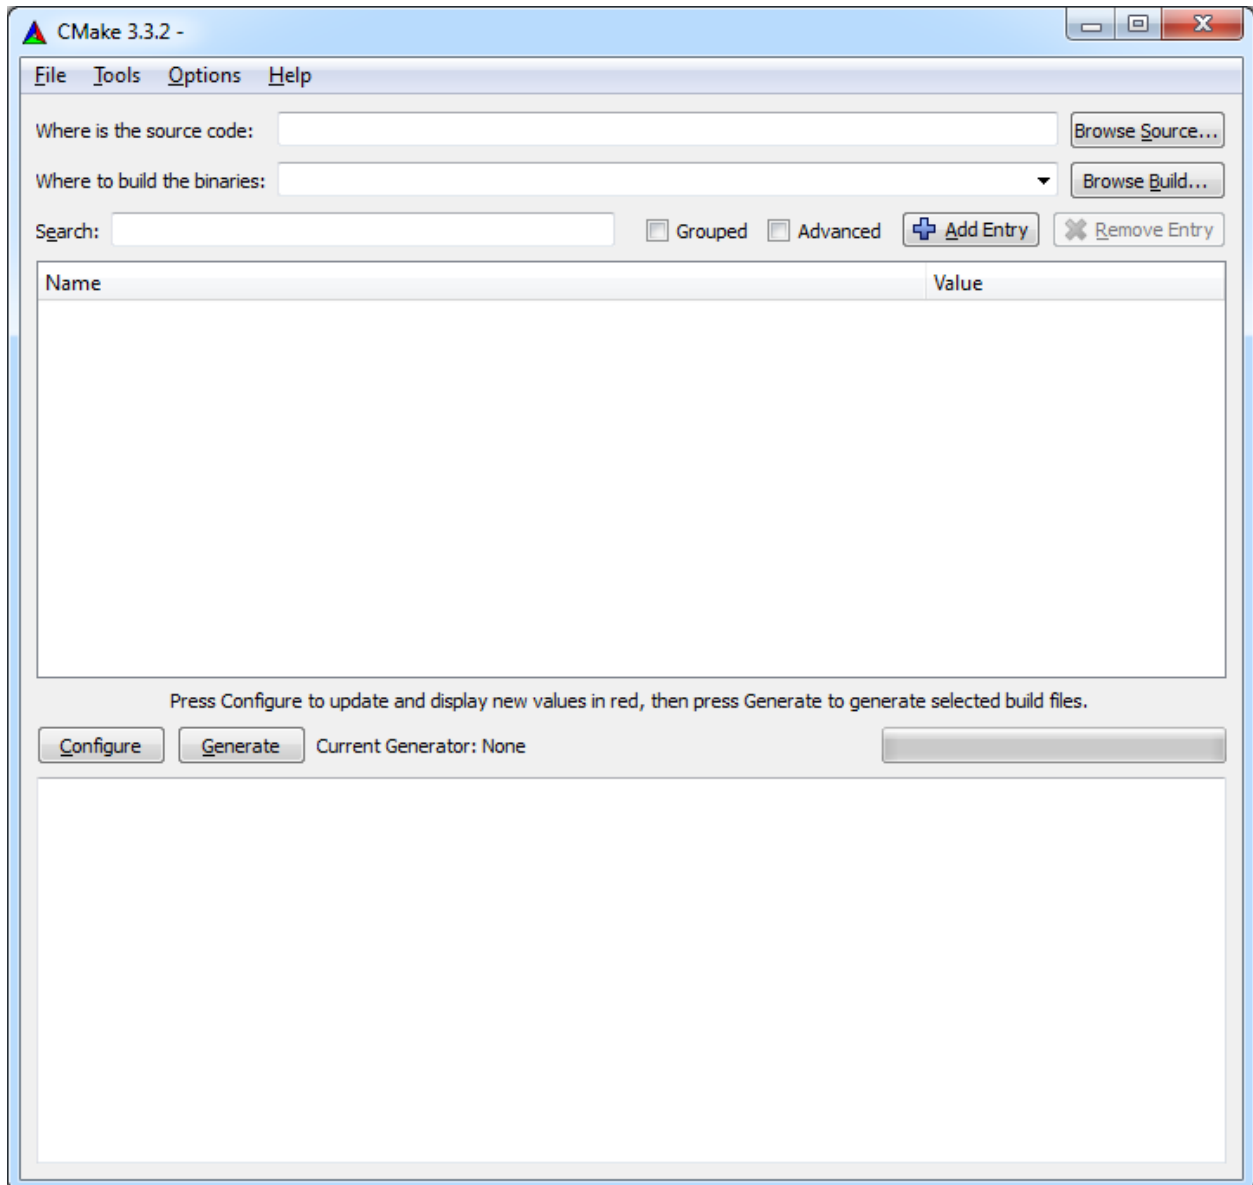 CMake 3.3.2 -
File Tools Options Help
Where is the source code: Browse Source...
Where to build the binaries: Browse Build...
Search: Grouped Advanced Add Entry Remove Entry
Name Value
Press Configure to update and display new values in red, then press Generate to generate selected build files.
Configure Generate Current Generator: None